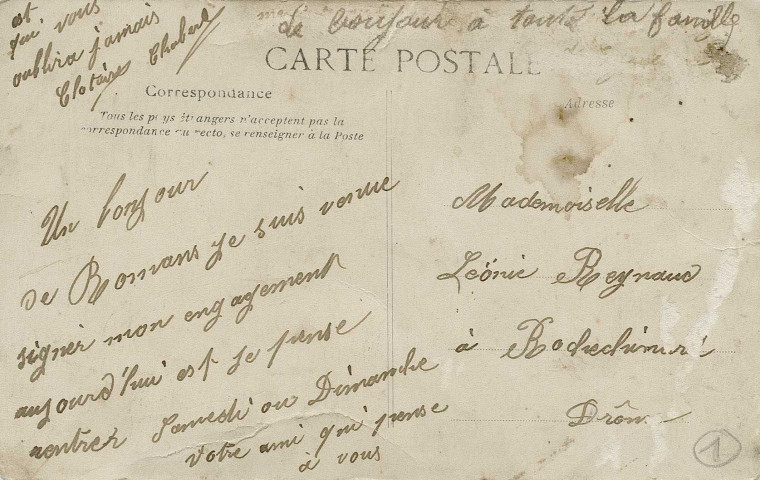 et
qui vous
oublira jamais
Clotaire Chabert
de bonjour à toute la famille
CARTE POSTALE
Correspondance
Tous les pays étrangers n'acceptent pas la
correspondance au recto, se renseigner à la Poste
Adresse
Un bonjour
de Romans je suis venue
signér mon engagement
aujourd'hui est je pense
rentrer Samedi ou Dimanche
votre ami qui pense
à vous
Mademoiselle
Léonie Reynaud
à Rochechinard
Drôme
1